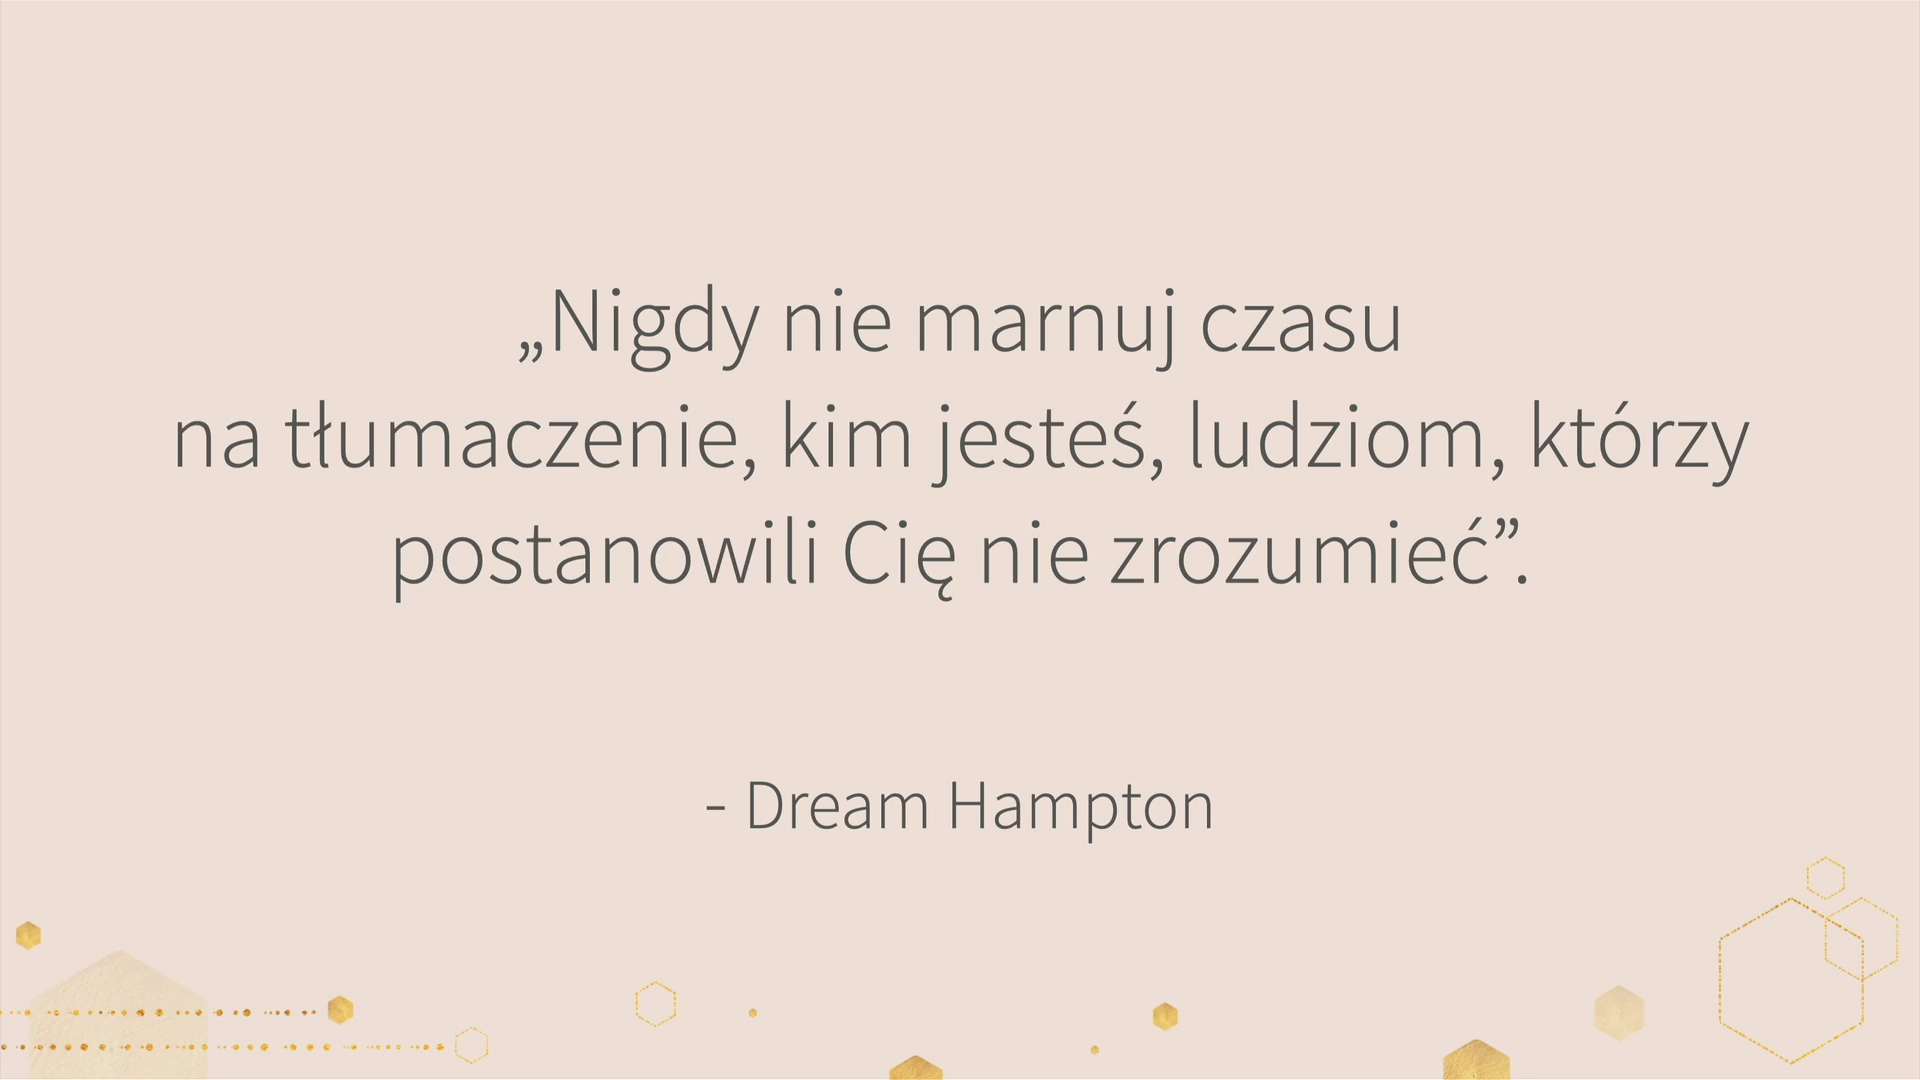 „Nigdy nie marnuj czasu
na tłumaczenie, kim jesteś, ludziom, którzy
postanowili Cię nie zrozumieć”.
- Dream Hampton